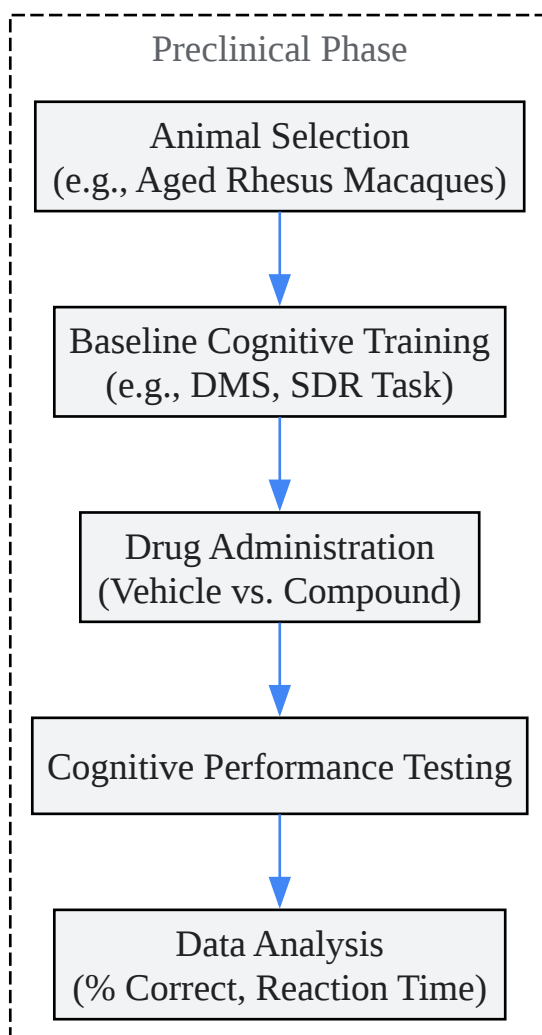 Preclinical Phase
Animal Selection
(e.g., Aged Rhesus Macaques)
Baseline Cognitive Training
(e.g., DMS, SDR Task)
Drug Administration
(Vehicle vs. Compound)
Cognitive Performance Testing
Data Analysis
(% Correct, Reaction Time)